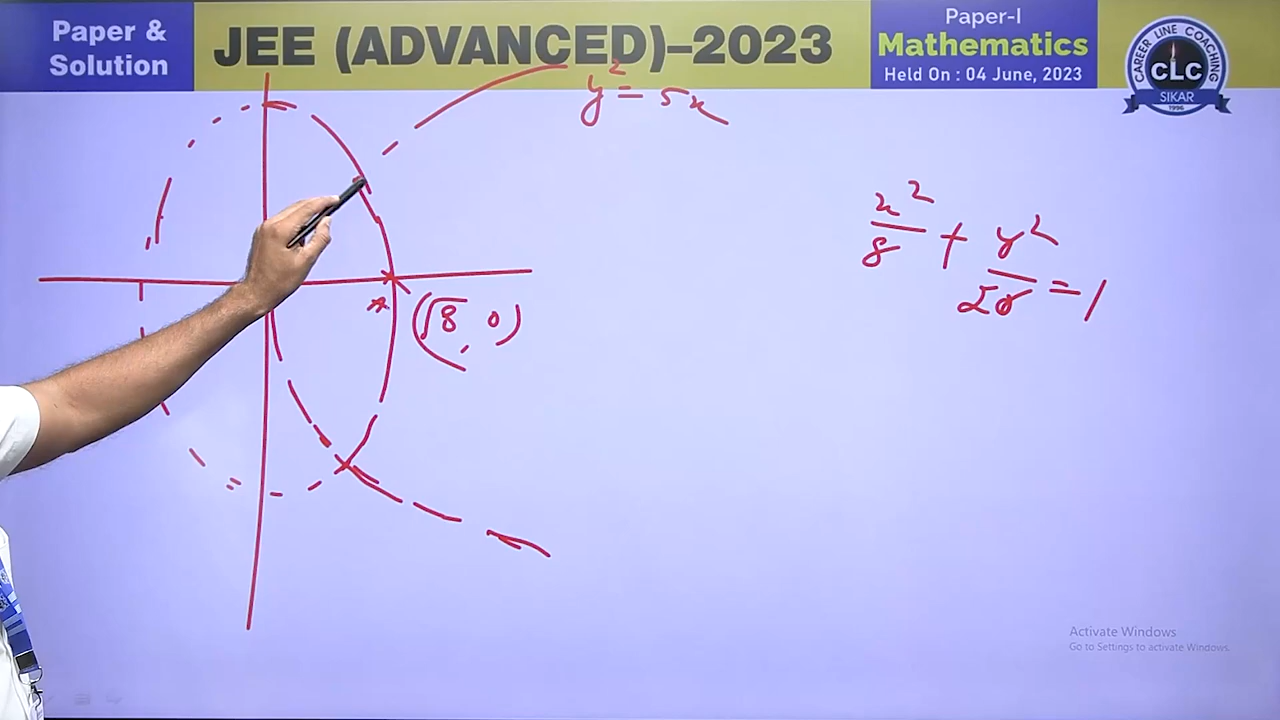 Paper &
Solution
JEE (ADVANCED)–2023
Paper-I
Mathematics
Held On : 04 June, 2023
CAREER LINE COACHING
CLC
SIKAR
1996
y² = 5x
x²/8 + y²/20 = 1
(√8, 0)
Activate Windows
Go to Settings to activate Windows.